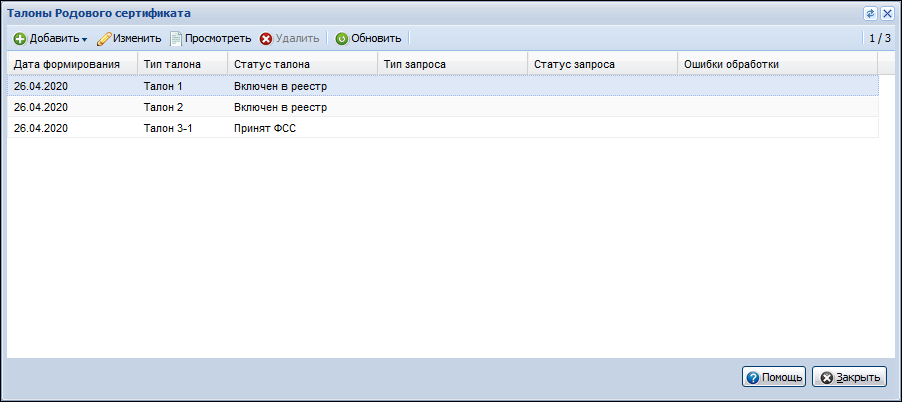 Талоны Родового сертификата
Добавить Изменить Просмотреть Удалить Обновить 1 / 3
Дата формирования Тип талона Статус талона Тип запроса Статус запроса Ошибки обработки
26.04.2020 Талон 1 Включен в реестр
26.04.2020 Талон 2 Включен в реестр
26.04.2020 Талон 3-1 Принят ФСС
Помощь Закрыть